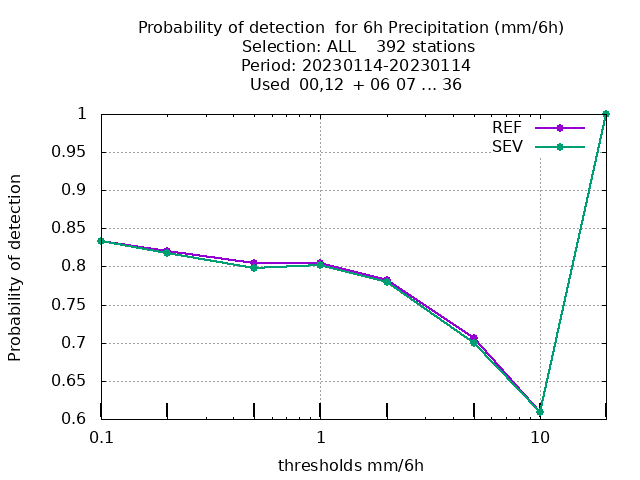 Probability of detection  for 6h Precipitation (mm/6h)
Selection: ALL    392 stations
Period: 20230114-20230114
Used  00,12  + 06 07 ... 36
REF
SEV
1
0.95
0.9
0.85
0.8
0.75
0.7
0.65
0.6
Probability of detection
0.1
1
10
thresholds mm/6h